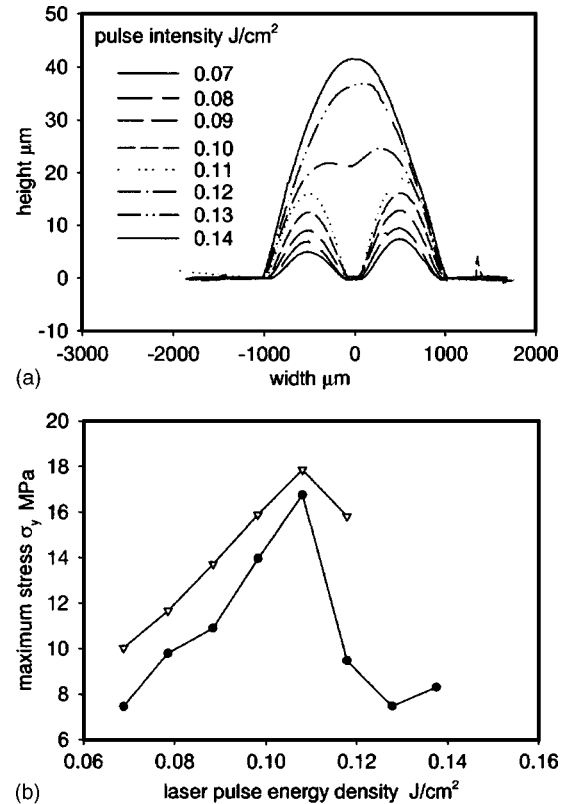 50
pulse intensity J/cm²
40
0.07
0.08
0.09
30
0.10
0.11
20
0.12
0.13
10
0.14
0
-10
height μm
-3000 -2000 -1000 0 1000 2000
(a)
width μm
20
18
16
14
12
10
8
6
maximum stress σy MPa
0.06 0.08 0.10 0.12 0.14 0.16
(b)
laser pulse energy density J/cm²